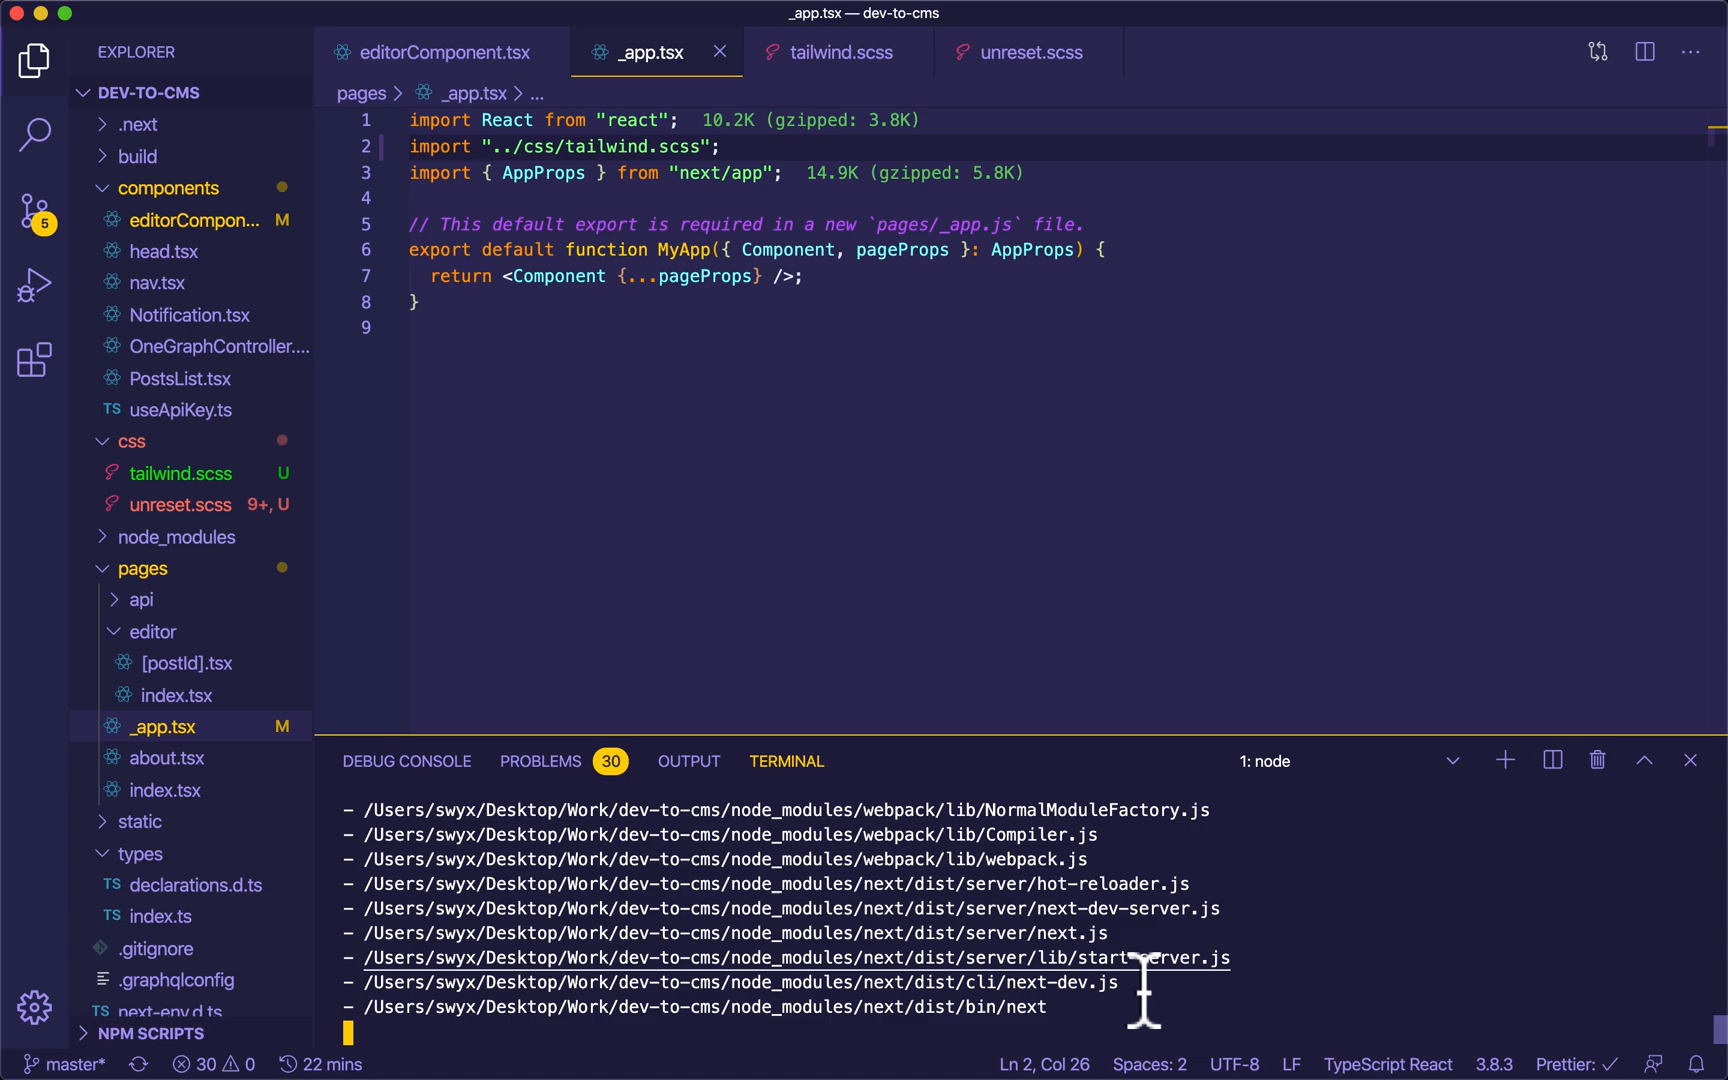 _app.tsx — dev-to-cms
EXPLORER
editorComponent.tsx
_app.tsx
tailwind.scss
unreset.scss
DEV-TO-CMS
pages > _app.tsx > ...
.next
build
components
editorCompon... M
head.tsx
nav.tsx
Notification.tsx
OneGraphController....
PostsList.tsx
TS useApiKey.ts
css
tailwind.scss U
unreset.scss 9+, U
node_modules
pages
api
editor
[postId].tsx
index.tsx
_app.tsx M
about.tsx
index.tsx
static
types
TS declarations.d.ts
TS index.ts
.gitignore
.graphqlconfig
TS next-env.d.ts
NPM SCRIPTS
5
1 import React from "react"; 10.2K (gzipped: 3.8K)
2 import "../css/tailwind.scss";
3 import { AppProps } from "next/app"; 14.9K (gzipped: 5.8K)
4
5 // This default export is required in a new `pages/_app.js` file.
6 export default function MyApp({ Component, pageProps }: AppProps) {
7 return <Component {...pageProps} />;
8 }
9
DEBUG CONSOLE PROBLEMS 30 OUTPUT TERMINAL 1: node
- /Users/swyx/Desktop/Work/dev-to-cms/node_modules/webpack/lib/NormalModuleFactory.js
- /Users/swyx/Desktop/Work/dev-to-cms/node_modules/webpack/lib/Compiler.js
- /Users/swyx/Desktop/Work/dev-to-cms/node_modules/webpack/lib/webpack.js
- /Users/swyx/Desktop/Work/dev-to-cms/node_modules/next/dist/server/hot-reloader.js
- /Users/swyx/Desktop/Work/dev-to-cms/node_modules/next/dist/server/next-dev-server.js
- /Users/swyx/Desktop/Work/dev-to-cms/node_modules/next/dist/server/next.js
- /Users/swyx/Desktop/Work/dev-to-cms/node_modules/next/dist/server/lib/start-server.js
- /Users/swyx/Desktop/Work/dev-to-cms/node_modules/next/dist/cli/next-dev.js
- /Users/swyx/Desktop/Work/dev-to-cms/node_modules/next/dist/bin/next
master* 30 0 22 mins Ln 2, Col 26 Spaces: 2 UTF-8 LF TypeScript React 3.8.3 Prettier: ✓